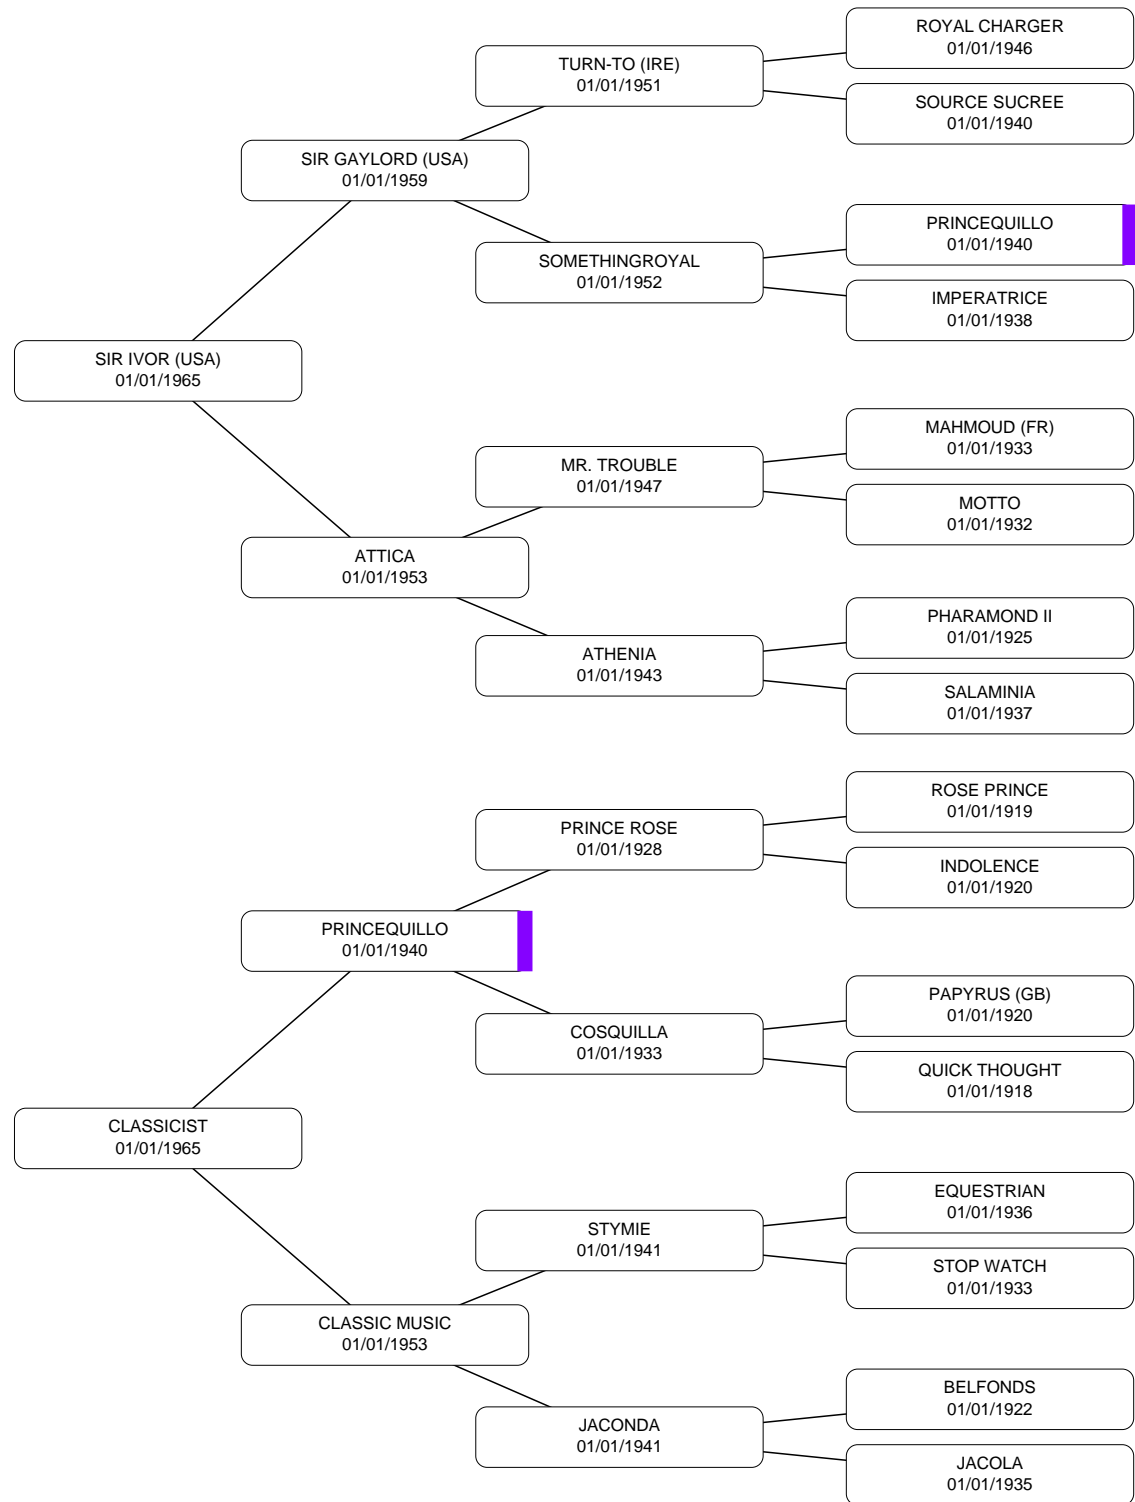 ROYAL CHARGER
01/01/1946
TURN-TO (IRE)
01/01/1951
SOURCE SUCREE
01/01/1940
SIR GAYLORD (USA)
01/01/1959
PRINCEQUILLO
01/01/1940
SOMETHINGROYAL
01/01/1952
IMPERATRICE
01/01/1938
SIR IVOR (USA)
01/01/1965
MAHMOUD (FR)
01/01/1933
MR. TROUBLE
01/01/1947
MOTTO
01/01/1932
ATTICA
01/01/1953
PHARAMOND II
01/01/1925
ATHENIA
01/01/1943
SALAMINIA
01/01/1937
ROSE PRINCE
01/01/1919
PRINCE ROSE
01/01/1928
INDOLENCE
01/01/1920
PRINCEQUILLO
01/01/1940
PAPYRUS (GB)
01/01/1920
COSQUILLA
01/01/1933
QUICK THOUGHT
01/01/1918
CLASSICIST
01/01/1965
EQUESTRIAN
01/01/1936
STYMIE
01/01/1941
STOP WATCH
01/01/1933
CLASSIC MUSIC
01/01/1953
BELFONDS
01/01/1922
JACONDA
01/01/1941
JACOLA
01/01/1935